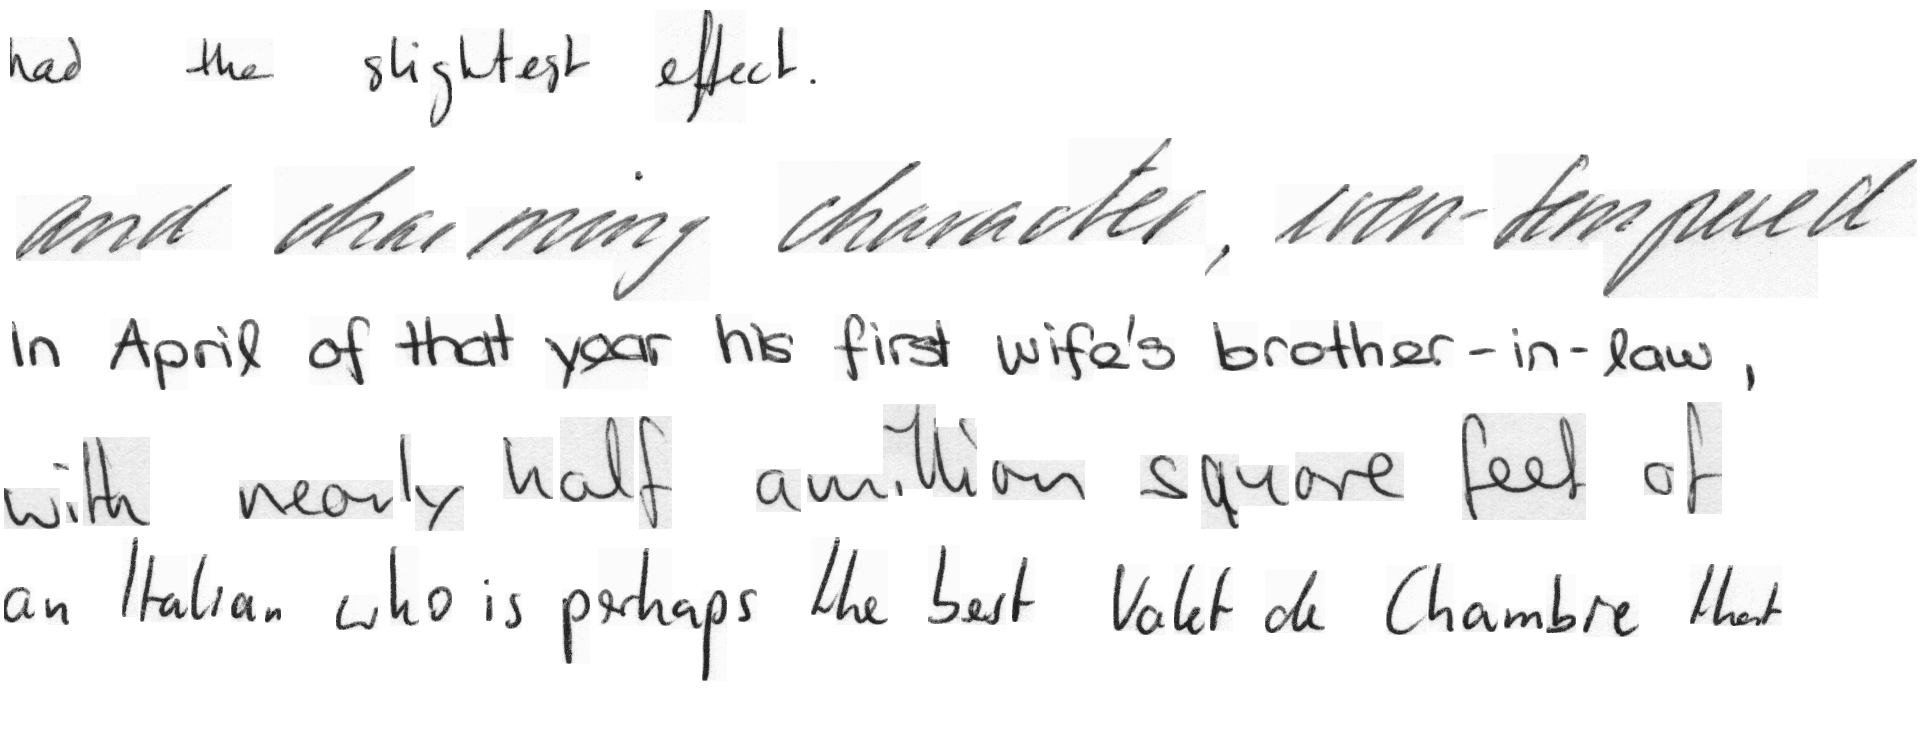 had the slightest effect.
and charming character, even-tempered
In April of that year his first wife's brother-in-law,
with nearly half a million square feet of
an Italian who is perhaps the best Valet de Chambre that